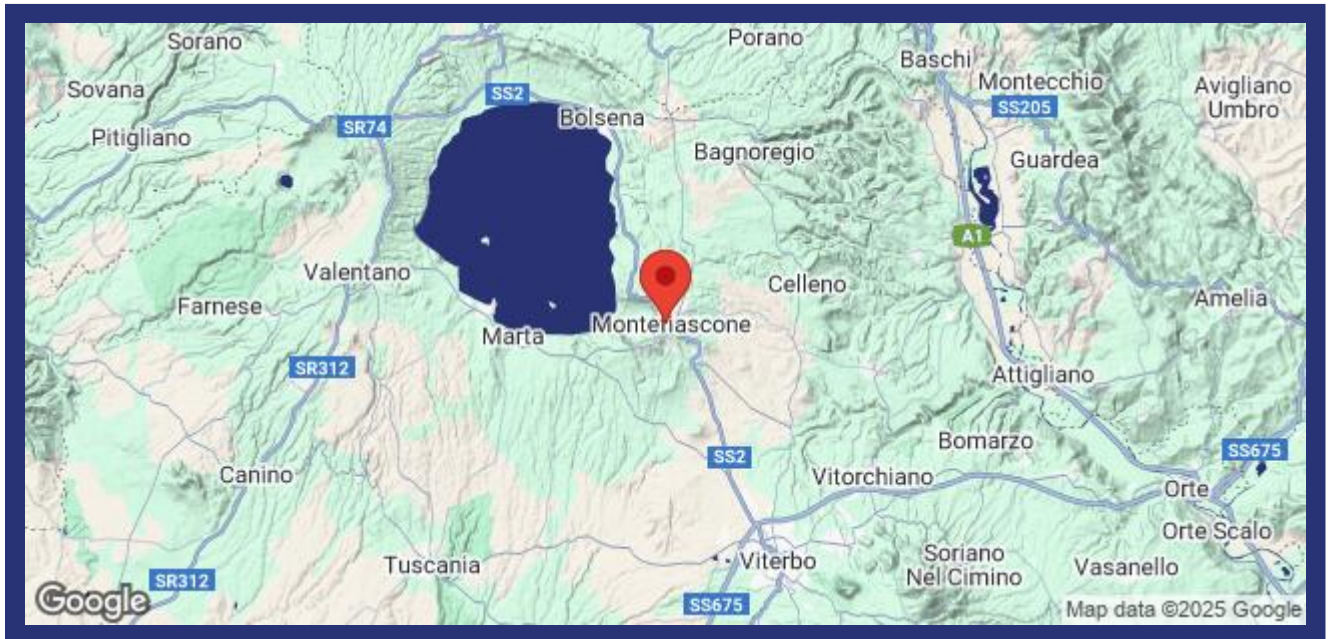 Sorano
Porano
Baschi
Montecchio
Sovana
SS2
SS205
Avigliano
Umbro
Pitigliano
SR74
Bolsena
Bagnoregio
Guardea
A1
Valentano
Celleno
Farnese
Amelia
Marta
Montefiascone
SR312
Attigliano
Bomarzo
SS2
SS675
Canino
Vitorchiano
Orte
Orte Scalo
Tuscania
Viterbo
Soriano
Nel Cimino
Vasanello
SR312
SS675
Google
Map data ©2025 Google